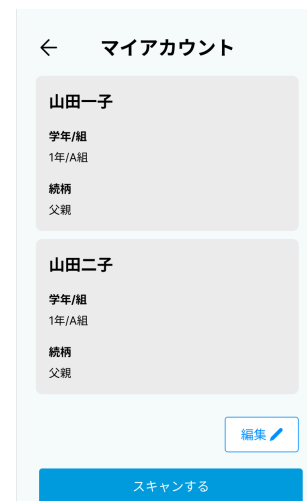 マイアカウント
山田一子
学年/組
1年/A組
続柄
父親
山田二子
学年/組
1年/A組
続柄
父親
編集
スキャンする